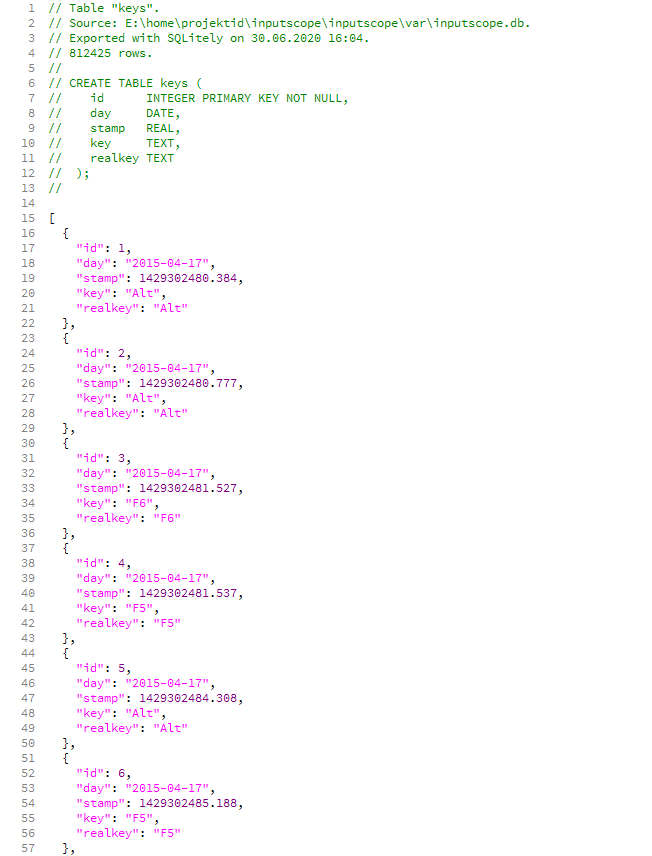 1 // Table "keys".
2 // Source: E:\home\projektid\inputscope\inputscope\var\inputscope.db.
3 // Exported with SQLitely on 30.06.2020 16:04.
4 // 812425 rows.
5 //
6 // CREATE TABLE keys (
7 //    id      INTEGER PRIMARY KEY NOT NULL,
8 //    day     DATE,
9 //    stamp   REAL,
10 //    key     TEXT,
11 //    realkey TEXT
12 //  );
13 //
14
15 [
16   {
17     "id": 1,
18     "day": "2015-04-17",
19     "stamp": 1429302480.384,
20     "key": "Alt",
21     "realkey": "Alt"
22   },
23   {
24     "id": 2,
25     "day": "2015-04-17",
26     "stamp": 1429302480.777,
27     "key": "Alt",
28     "realkey": "Alt"
29   },
30   {
31     "id": 3,
32     "day": "2015-04-17",
33     "stamp": 1429302481.527,
34     "key": "F6",
35     "realkey": "F6"
36   },
37   {
38     "id": 4,
39     "day": "2015-04-17",
40     "stamp": 1429302481.537,
41     "key": "F5",
42     "realkey": "F5"
43   },
44   {
45     "id": 5,
46     "day": "2015-04-17",
47     "stamp": 1429302484.308,
48     "key": "Alt",
49     "realkey": "Alt"
50   },
51   {
52     "id": 6,
53     "day": "2015-04-17",
54     "stamp": 1429302485.188,
55     "key": "F5",
56     "realkey": "F5"
57   },